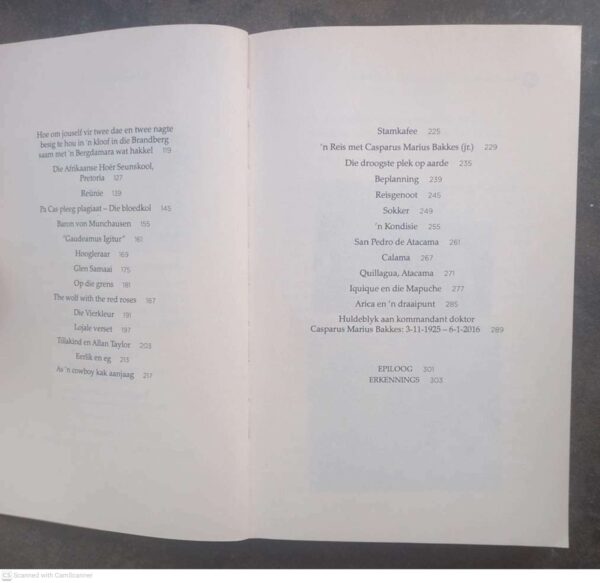 Hoe om jouself vir twee dae en twee nagte
besig te hou in 'n kloof in die Brandberg
saam met 'n Bergdamara wat hakkel 119
Die Afrikaanse Hoër Seunskool,
Pretoria 127
Reünie 139
Pa Cas pleeg plagiaat – Die bloedkol 145
Baron von Munchausen 155
"Gaudeamus Igitur" 161
Hoogleraar 169
Glen Samaai 175
Op die grens 181
The wolf with the red roses 187
Die Vierkleur 191
Lojale verset 197
Tillakind en Allan Taylor 203
Eerlik en eg 213
As 'n cowboy kak aanjaag 217
Stamkafee 225
'n Reis met Casparus Marius Bakkes (jr.) 229
Die droogste plek op aarde 235
Beplanning 239
Reisgenoot 245
Sokker 249
'n Kondisie 255
San Pedro de Atacama 261
Calama 267
Quillagua, Atacama 271
Iquique en die Mapuche 277
Arica en 'n draaipunt 285
Huldeblyk aan kommandant doktor
Casparus Marius Bakkes: 3-11-1925 – 6-1-2016 289
EPILOOG 301
ERKENNINGS 303
CS Scanned with CamScanner